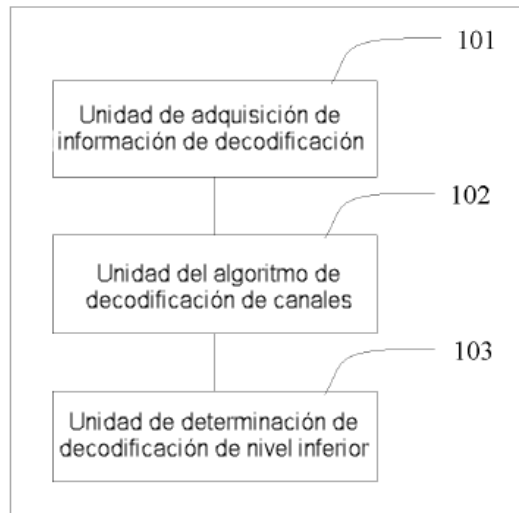 101
Unidad de adquisición de
información de decodificación
102
Unidad del algoritmo de
decodificación de canales
103
Unidad de determinación de
decodificación de nivel inferior